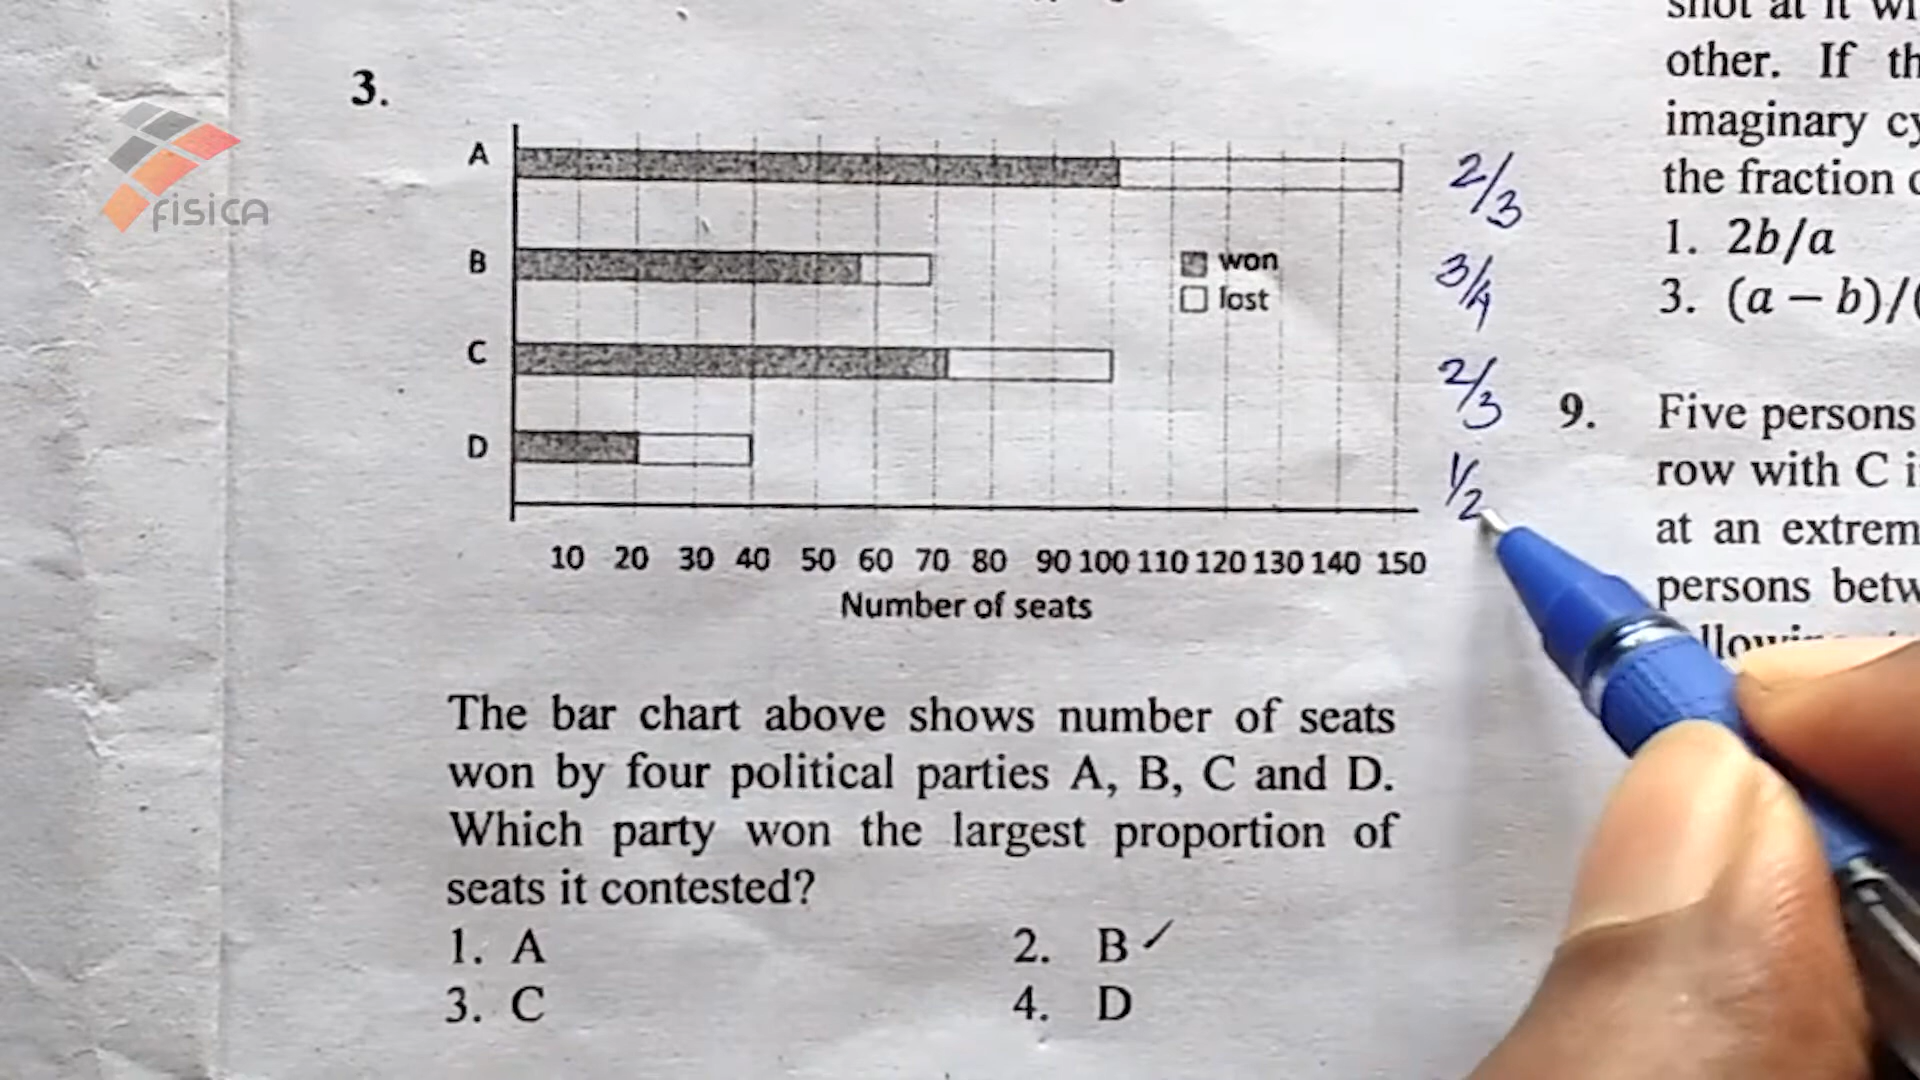 shot at it wi
other. If th
imaginary cy
the fraction
1. 2b/a
3. (a − b)/(
3.
FISICA
A
2/3
B
won
3/4
lost
C
2/3
D
1/2
10 20 30 40 50 60 70 80 90 100 110 120 130 140 150
Number of seats
The bar chart above shows number of seats
won by four political parties A, B, C and D.
Which party won the largest proportion of
seats it contested?
1. A
2. B ✓
3. C
4. D
9. Five persons
row with C i
at an extrem
persons betw